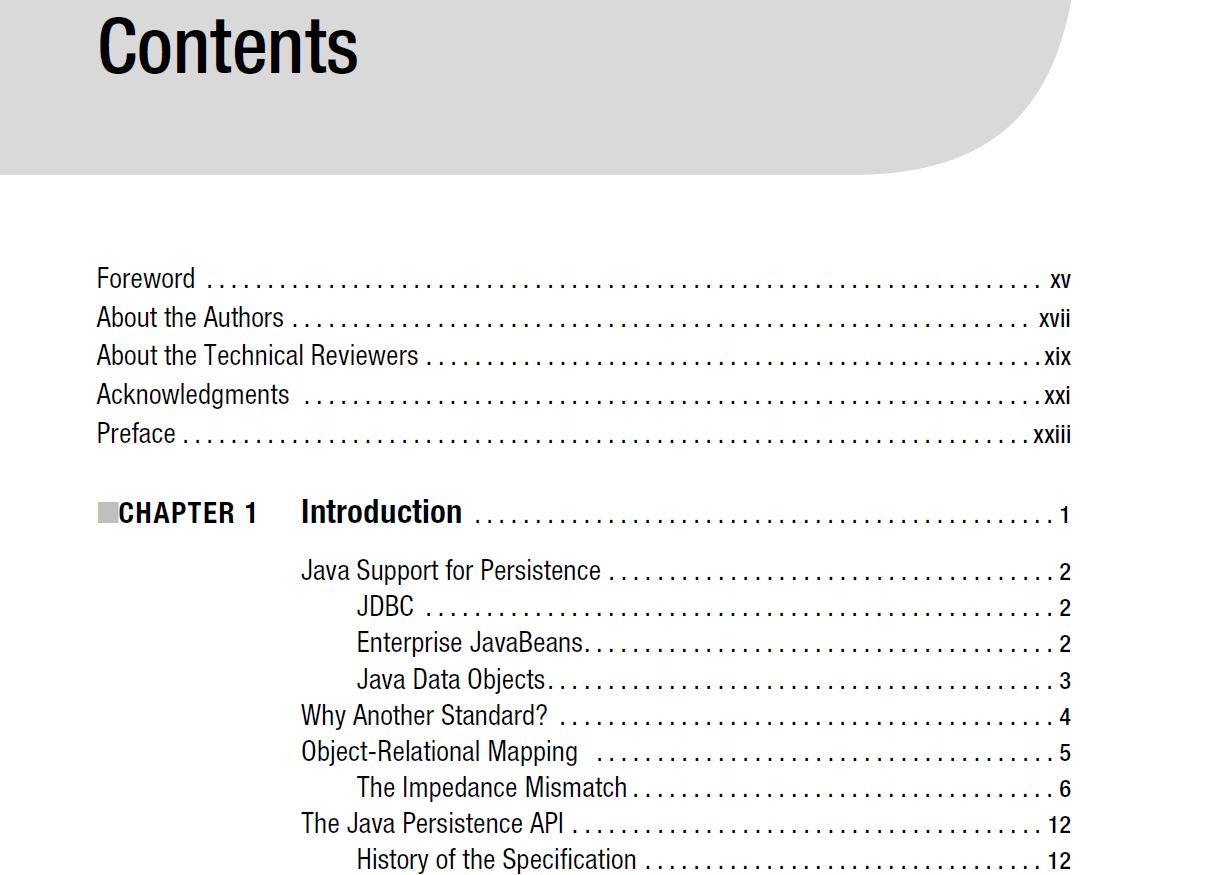 Contents
Foreword . . . . . . . . . . . . . . . . . . . . . . . . . . . . . . . . . . . . . . . . . . . . . . . . . . . . . . . . . . . . . . . . . . . . . xv
About the Authors . . . . . . . . . . . . . . . . . . . . . . . . . . . . . . . . . . . . . . . . . . . . . . . . . . . . . . . . . . . . . xvii
About the Technical Reviewers . . . . . . . . . . . . . . . . . . . . . . . . . . . . . . . . . . . . . . . . . . . . . . . . . . . xix
Acknowledgments . . . . . . . . . . . . . . . . . . . . . . . . . . . . . . . . . . . . . . . . . . . . . . . . . . . . . . . . . . . . . xxi
Preface . . . . . . . . . . . . . . . . . . . . . . . . . . . . . . . . . . . . . . . . . . . . . . . . . . . . . . . . . . . . . . . . . . . . . . xxiii
CHAPTER 1 Introduction . . . . . . . . . . . . . . . . . . . . . . . . . . . . . . . . . . . . . . . . . . . . . . . . 1
Java Support for Persistence . . . . . . . . . . . . . . . . . . . . . . . . . . . . . . . . . . . . . 2
JDBC . . . . . . . . . . . . . . . . . . . . . . . . . . . . . . . . . . . . . . . . . . . . . . . . . . . . 2
Enterprise JavaBeans. . . . . . . . . . . . . . . . . . . . . . . . . . . . . . . . . . . . . . . 2
Java Data Objects. . . . . . . . . . . . . . . . . . . . . . . . . . . . . . . . . . . . . . . . . . 3
Why Another Standard? . . . . . . . . . . . . . . . . . . . . . . . . . . . . . . . . . . . . . . . . . 4
Object-Relational Mapping . . . . . . . . . . . . . . . . . . . . . . . . . . . . . . . . . . . . . . 5
The Impedance Mismatch . . . . . . . . . . . . . . . . . . . . . . . . . . . . . . . . . . . 6
The Java Persistence API . . . . . . . . . . . . . . . . . . . . . . . . . . . . . . . . . . . . . . . 12
History of the Specification . . . . . . . . . . . . . . . . . . . . . . . . . . . . . . . . . 12